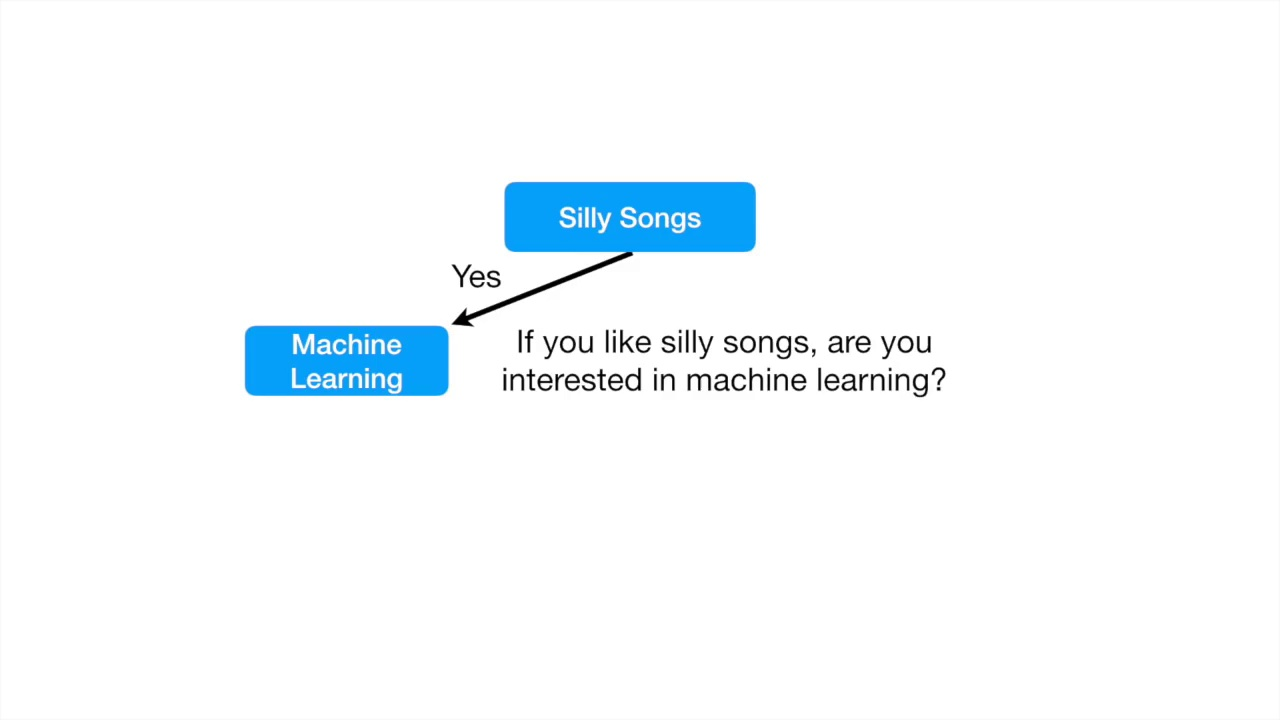 Silly Songs
Yes
Machine
Learning
If you like silly songs, are you
interested in machine learning?